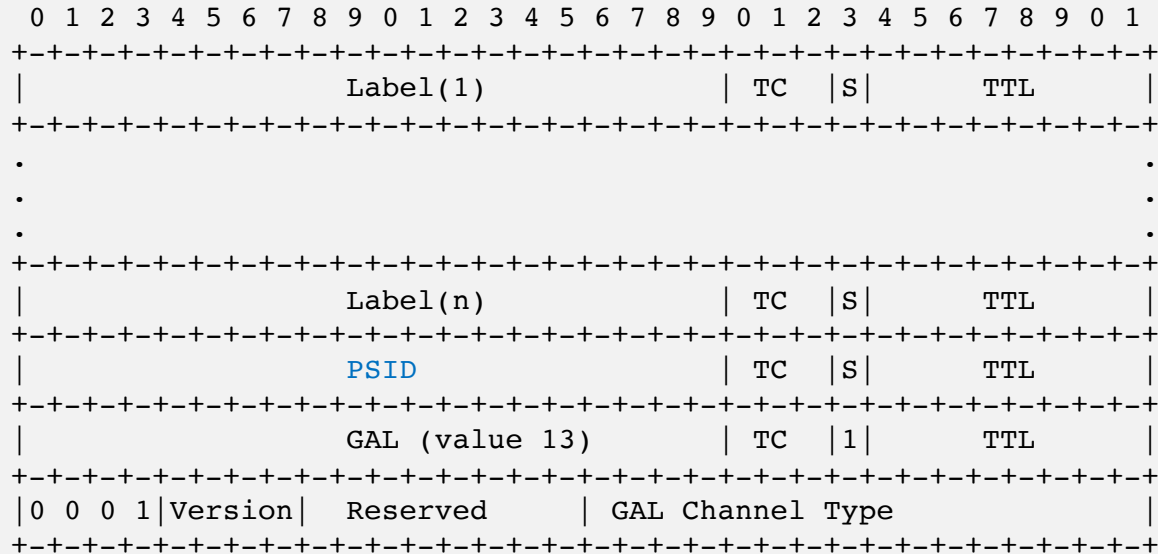 0 1 2 3 4 5 6 7 8 9 0 1 2 3 4 5 6 7 8 9 0 1 2 3 4 5 6 7 8 9 0 1
+-+-+-+-+-+-+-+-+-+-+-+-+-+-+-+-+-+-+-+-+-+-+-+-+-+-+-+-+-+-+-+-+
|                  Label(1)             | TC  |S|      TTL      |
+-+-+-+-+-+-+-+-+-+-+-+-+-+-+-+-+-+-+-+-+-+-+-+-+-+-+-+-+-+-+-+-+
.                                                               .
.                                                               .
.                                                               .
+-+-+-+-+-+-+-+-+-+-+-+-+-+-+-+-+-+-+-+-+-+-+-+-+-+-+-+-+-+-+-+-+
|                  Label(n)             | TC  |S|      TTL      |
+-+-+-+-+-+-+-+-+-+-+-+-+-+-+-+-+-+-+-+-+-+-+-+-+-+-+-+-+-+-+-+-+
|                  PSID                 | TC  |S|      TTL      |
+-+-+-+-+-+-+-+-+-+-+-+-+-+-+-+-+-+-+-+-+-+-+-+-+-+-+-+-+-+-+-+-+
|                  GAL (value 13)       | TC  |1|      TTL      |
+-+-+-+-+-+-+-+-+-+-+-+-+-+-+-+-+-+-+-+-+-+-+-+-+-+-+-+-+-+-+-+-+
|0 0 0 1|Version|  Reserved     | GAL Channel Type              |
+-+-+-+-+-+-+-+-+-+-+-+-+-+-+-+-+-+-+-+-+-+-+-+-+-+-+-+-+-+-+-+-+